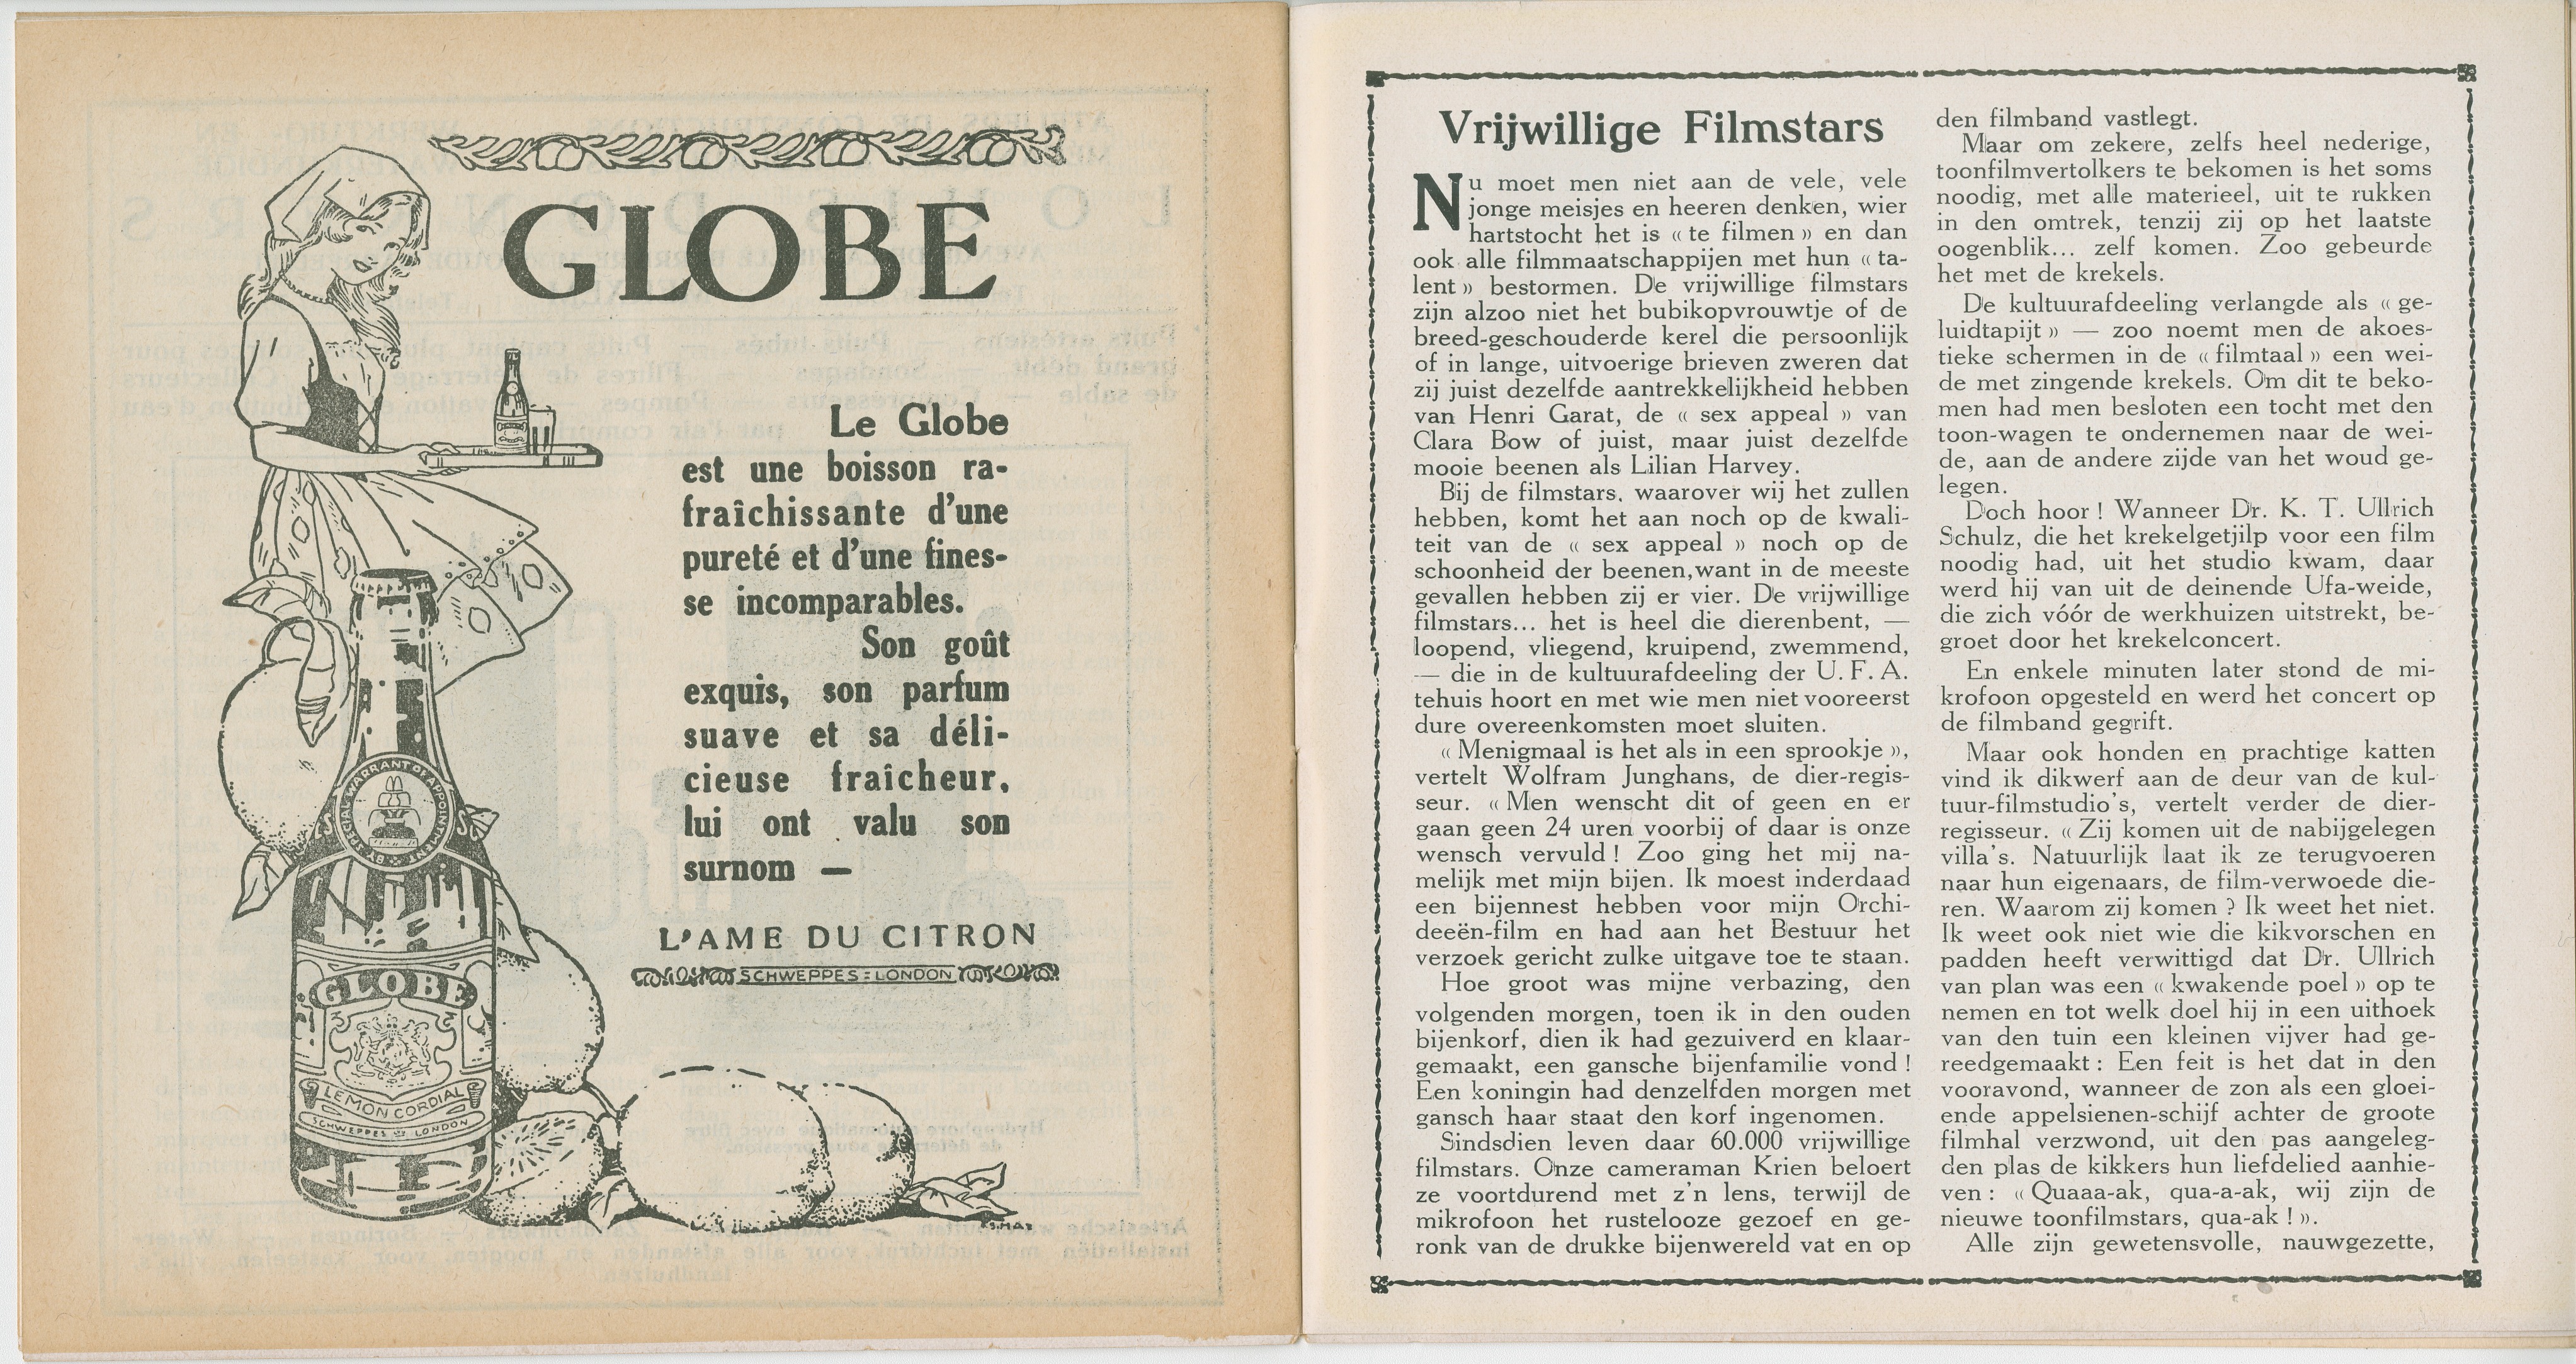 GLOBE
Le Globe
est une boisson ra-
fraîchissante d'une
pureté et d'une fines-
se incomparables.
Son goût
exquis, son parfum
suave et sa déli-
cieuse fraîcheur,
lui ont valu son
surnom —
L'AME DU CITRON
SCHWEPPES = LONDON
BY SPECIAL WARRANT OF APPOINTMENT
GLOBE
LEMON CORDIAL
SCHWEPPES LTD LONDON
Vrijwillige Filmstars
Nu moet men niet aan de vele, vele
jonge meisjes en heeren denken, wier
hartstocht het is « te filmen » en dan
ook alle filmmaatschappijen met hun « ta-
lent » bestormen. De vrijwillige filmstars
zijn alzoo niet het bubikopvrouwtje of de
breed-geschouderde kerel die persoonlijk
of in lange, uitvoerige brieven zweren dat
zij juist dezelfde aantrekkelijkheid hebben
van Henri Garat, de « sex appeal » van
Clara Bow of juist, maar juist dezelfde
mooie beenen als Lilian Harvey.
Bij de filmstars, waarover wij het zullen
hebben, komt het aan noch op de kwali-
teit van de « sex appeal » noch op de
schoonheid der beenen,want in de meeste
gevallen hebben zij er vier. De vrijwillige
filmstars... het is heel die dierenbent, —
loopend, vliegend, kruipend, zwemmend,
— die in de kultuurafdeeling der U. F. A.
tehuis hoort en met wie men niet vooreerst
dure overeenkomsten moet sluiten.
« Menigmaal is het als in een sprookje »,
vertelt Wolfram Junghans, de dier-regis-
seur. « Men wenscht dit of geen en er
gaan geen 24 uren voorbij of daar is onze
wensch vervuld ! Zoo ging het mij na-
melijk met mijn bijen. Ik moest inderdaad
een bijennest hebben voor mijn Orchi-
deeën-film en had aan het Bestuur het
verzoek gericht zulke uitgave toe te staan.
Hoe groot was mijne verbazing, den
volgenden morgen, toen ik in den ouden
bijenkorf, dien ik had gezuiverd en klaar-
gemaakt, een gansche bijenfamilie vond !
Een koningin had denzelfden morgen met
gansch haar staat den korf ingenomen.
Sindsdien leven daar 60.000 vrijwillige
filmstars. Onze cameraman Krien beloert
ze voortdurend met z'n lens, terwijl de
mikrofoon het rustelooze gezoef en ge-
ronk van de drukke bijenwereld vat en op
den filmband vastlegt.
Maar om zekere, zelfs heel nederige,
toonfilmvertolkers te bekomen is het soms
noodig, met alle materieel, uit te rukken
in den omtrek, tenzij zij op het laatste
oogenblik... zelf komen. Zoo gebeurde
het met de krekels.
De kultuurafdeeling verlangde als « ge-
luidtapijt » — zoo noemt men de akoes-
tieke schermen in de « filmtaal » een wei-
de met zingende krekels. Om dit te beko-
men had men besloten een tocht met den
toon-wagen te ondernemen naar de wei-
de, aan de andere zijde van het woud ge-
legen.
Doch hoor ! Wanneer Dr. K. T. Ullrich
Schulz, die het krekelgetjilp voor een film
noodig had, uit het studio kwam, daar
werd hij van uit de deinende Ufa-weide,
die zich vóór de werkhuizen uitstrekt, be-
groet door het krekelconcert.
En enkele minuten later stond de mi-
krofoon opgesteld en werd het concert op
de filmband gegrift.
Maar ook honden en prachtige katten
vind ik dikwerf aan de deur van de kul-
tuur-filmstudio's, vertelt verder de dier-
regisseur. « Zij komen uit de nabijgelegen
villa's. Natuurlijk laat ik ze terugvoeren
naar hun eigenaars, de film-verwoede die-
ren. Waarom zij komen ? Ik weet het niet.
Ik weet ook niet wie die kikvorschen en
padden heeft verwittigd dat Dr. Ullrich
van plan was een « kwakende poel » op te
nemen en tot welk doel hij in een uithoek
van den tuin een kleinen vijver had ge-
reedgemaakt : Een feit is het dat in den
vooravond, wanneer de zon als een gloei-
ende appelsienen-schijf achter de groote
filmhal verzwond, uit den pas aangeleg-
den plas de kikkers hun liefdelied aanhie-
ven : « Quaaa-ak, qua-a-ak, wij zijn de
nieuwe toonfilmstars, qua-ak ! ».
Alle zijn gewetensvolle, nauwgezette,